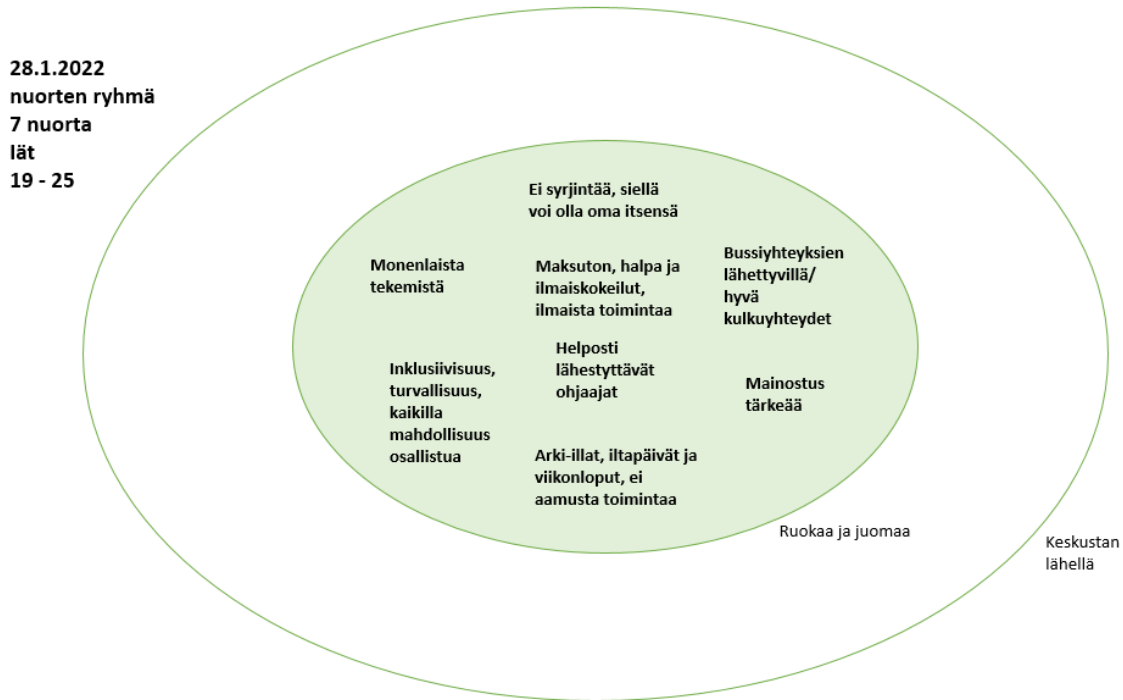 28.1.2022
nuorten ryhmä
7 nuorta
lät
19 - 25
Ei syrjintää, siellä
voi olla oma itsensä
Monenlaista
tekemistä
Maksuton, halpa ja
ilmaiskokeilut,
ilmaista toimintaa
Bussiyhteyksien
lähettyvillä/
hyvä
kulkuyhteydet
Inklusiivisuus,
turvallisuus,
kaikilla
mahdollisuus
osallistua
Helposti
lähestyttävät
ohjaajat
Mainostus
tärkeää
Arki-illat, iltapäivät ja
viikonloput, ei
aamusta toimintaa
Ruokaa ja juomaa
Keskustan
lähellä